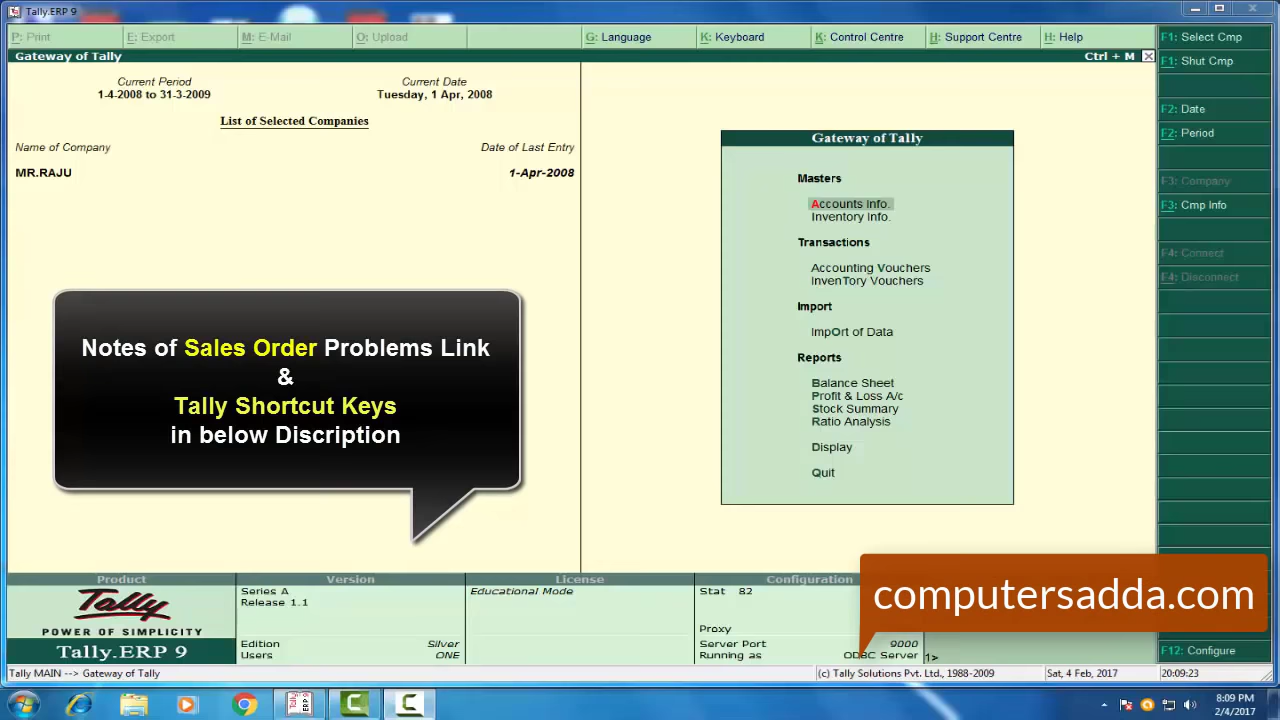 Tally.ERP 9
P: Print
E: Export
M: E-Mail
O: Upload
G: Language
K: Keyboard
K: Control Centre
H: Support Centre
H: Help
F1: Select Cmp
F1: Shut Cmp
F2: Date
F2: Period
F3: Company
F3: Cmp Info
F4: Connect
F4: Disconnect
F12: Configure
Gateway of Tally
Ctrl + M
Current Period
1-4-2008 to 31-3-2009
Current Date
Tuesday, 1 Apr, 2008
List of Selected Companies
Name of Company
Date of Last Entry
MR.RAJU
1-Apr-2008
Gateway of Tally
Masters
Accounts Info.
Inventory Info.
Transactions
Accounting Vouchers
InvenTory Vouchers
Import
ImpOrt of Data
Reports
Balance Sheet
Profit & Loss A/c
Stock Summary
Ratio Analysis
Display
Quit
Notes of Sales Order Problems Link
&
Tally Shortcut Keys
in below Discription
computersadda.com
Product
Tally
POWER OF SIMPLICITY
Tally.ERP 9
Version
Series A
Release 1.1
Edition Silver
Users ONE
License
Educational Mode
Configuration
Stat 82
Proxy
Server Port 9000
Running as ODBC Server
1>
Tally MAIN --> Gateway of Tally
(c) Tally Solutions Pvt. Ltd., 1988-2009
Sat, 4 Feb, 2017
20:09:23
8:09 PM
2/4/2017